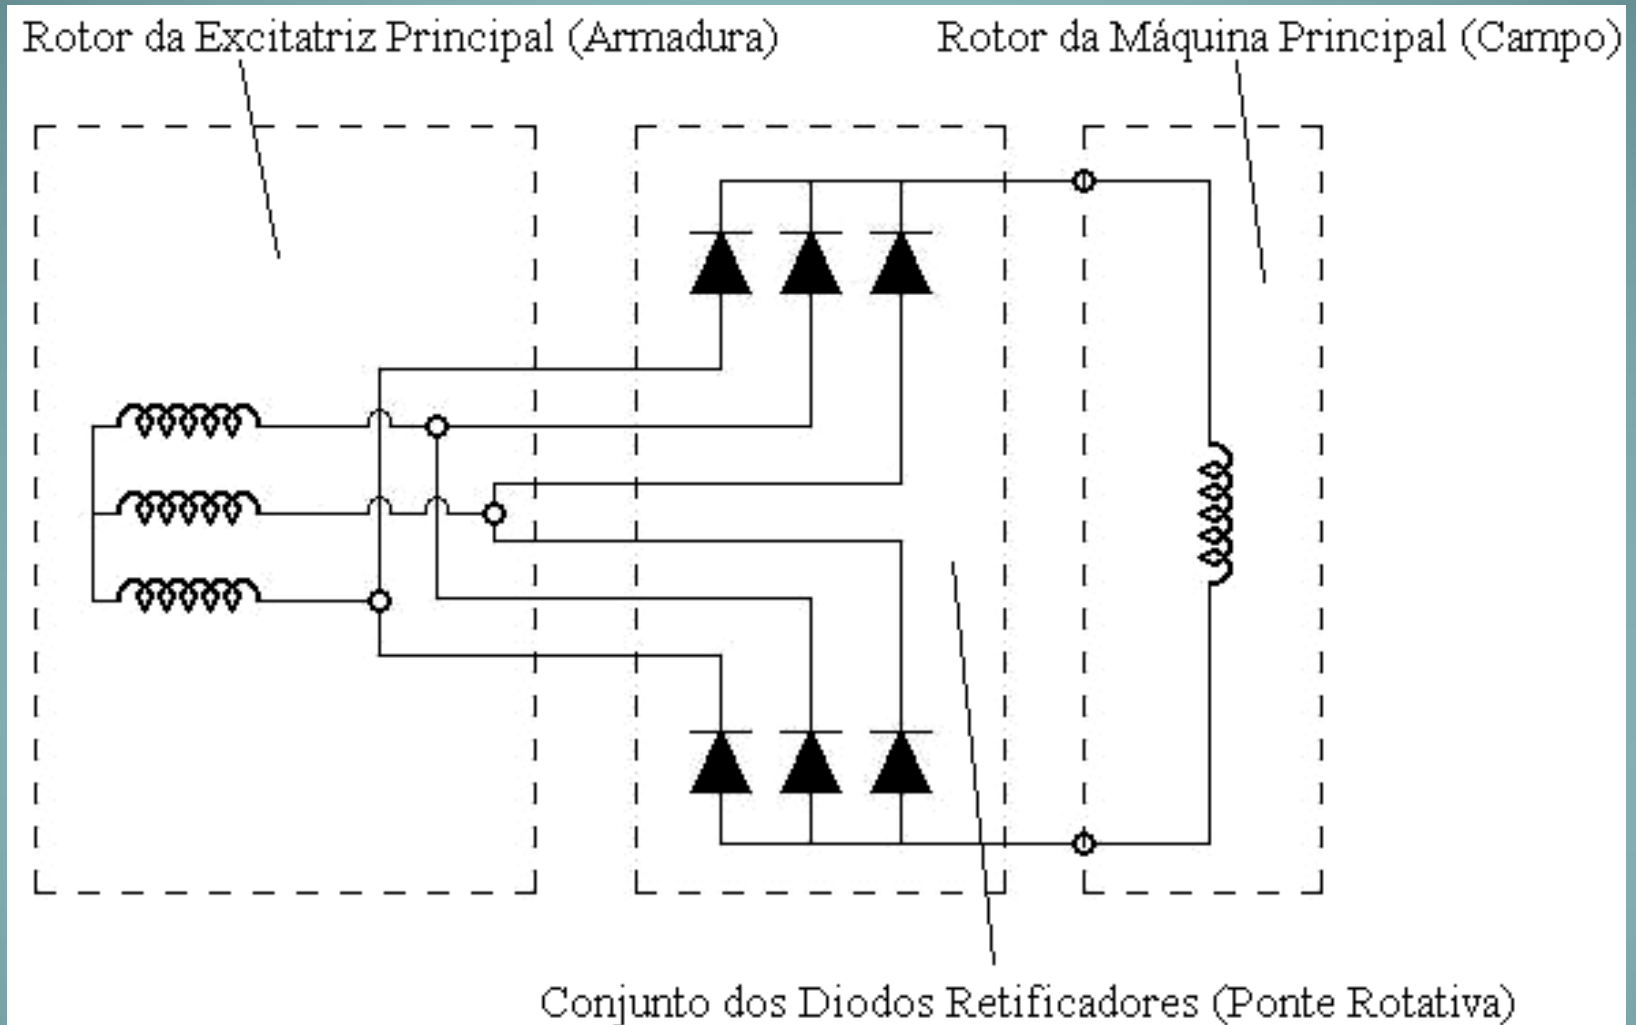 Rotor da Excitatriz Principal (Armadura)
Rotor da Máquina Principal (Campo)
Conjunto dos Diodos Retificadores (Ponte Rotativa)